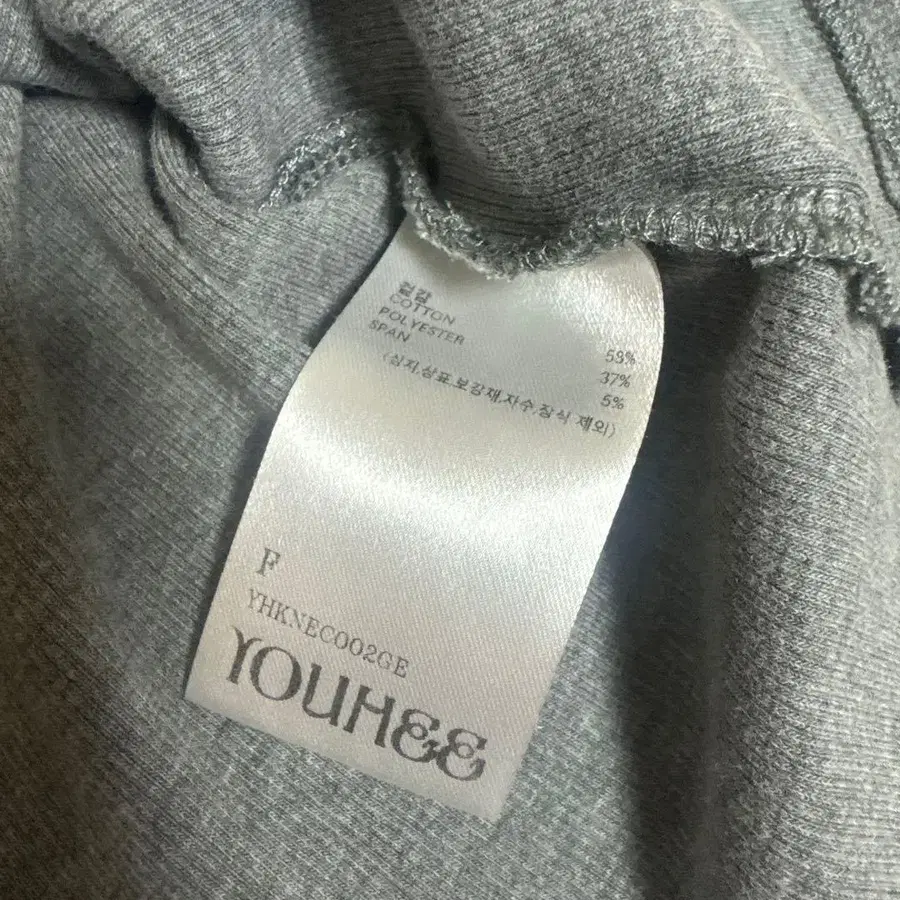 겉감
COTTON 58%
POLYESTER 37%
SPAN 5%
(심지,상표,보강재,자수,장식 제외)
F
YHKNEC002GE
YOUHEE